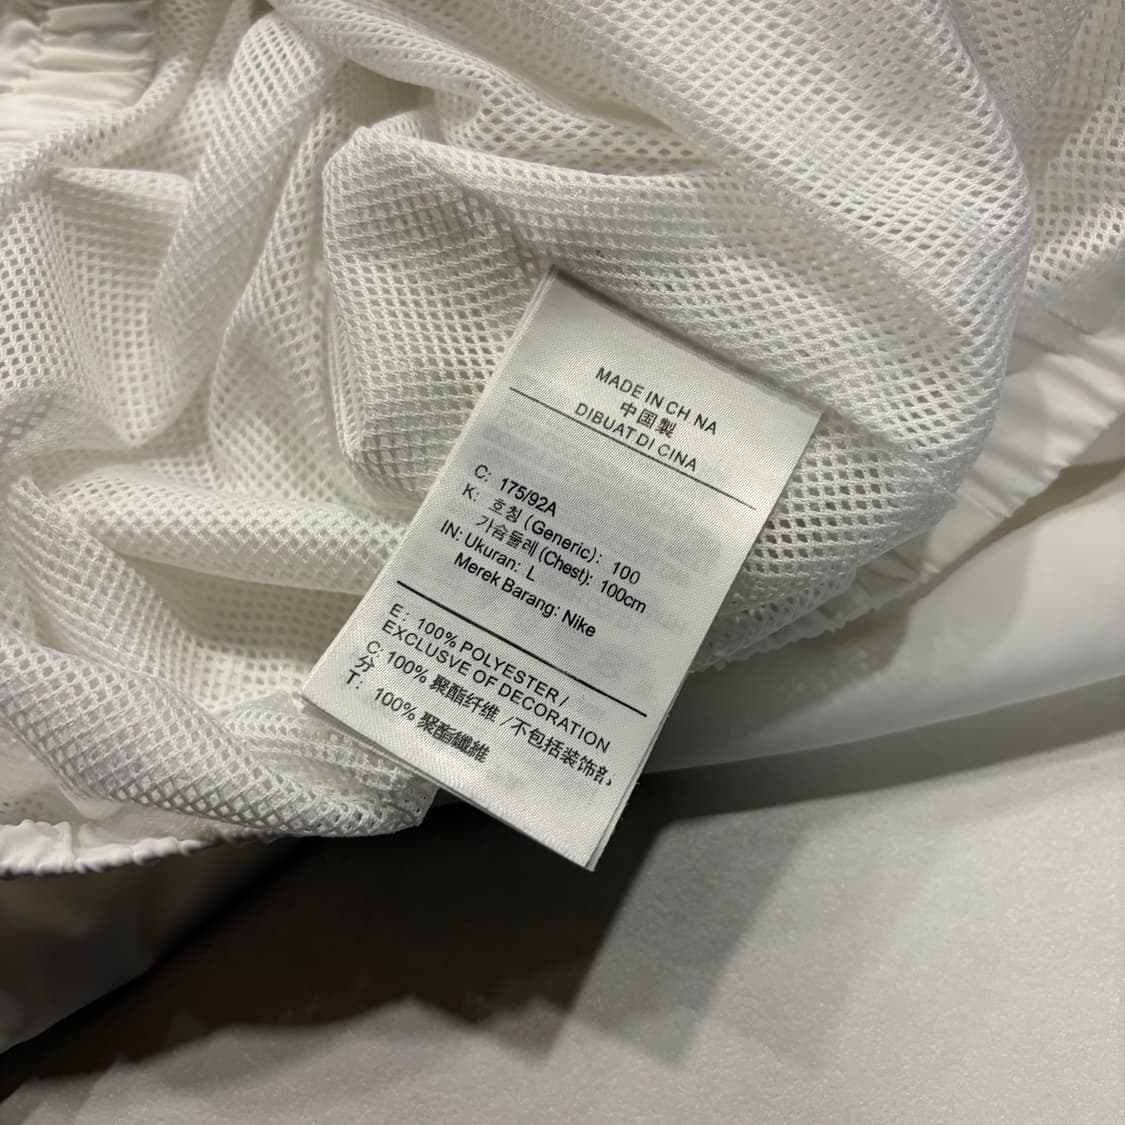 MADE IN CH NA
中国製
DIBUAT DI CINA
C: 175/92A
K: 호칭 (Generic): 100
가슴둘레 (Chest): 100cm
IN: Ukuran: L
Merek Barang: Nike
E: 100% POLYESTER /
EXCLUSVE OF DECORATION
C: 100% 聚酯纤维 /不包括装饰部
分
T: 100% 聚酯纖維